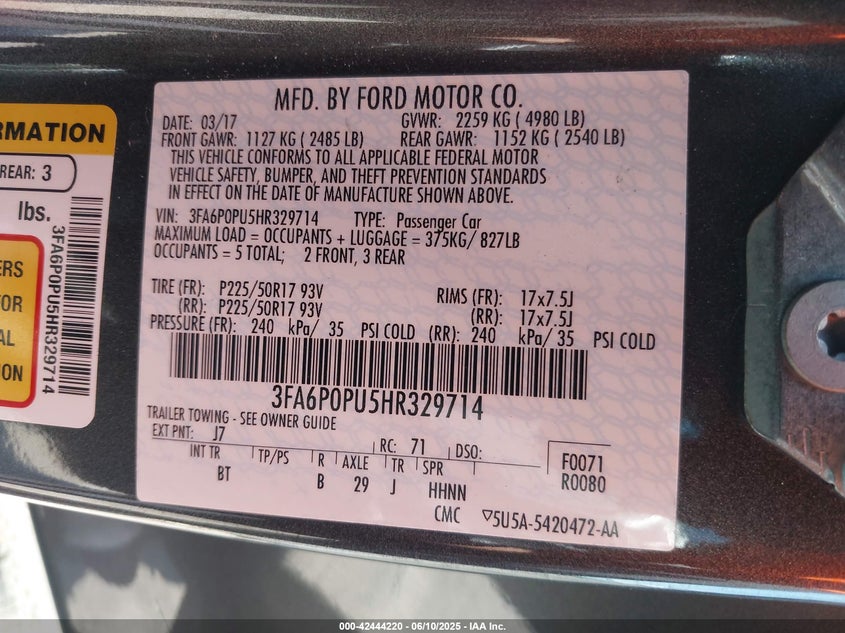 RMATION
REAR: 3
lbs.
ERS
TOR
AL
ION
3FA6P0PU5HR329714
MFD. BY FORD MOTOR CO.
DATE: 03/17 GVWR: 2259 KG ( 4980 LB)
FRONT GAWR: 1127 KG ( 2485 LB) REAR GAWR: 1152 KG ( 2540 LB)
THIS VEHICLE CONFORMS TO ALL APPLICABLE FEDERAL MOTOR
VEHICLE SAFETY, BUMPER, AND THEFT PREVENTION STANDARDS
IN EFFECT ON THE DATE OF MANUFACTURE SHOWN ABOVE.
VIN: 3FA6P0PU5HR329714 TYPE: Passenger Car
MAXIMUM LOAD = OCCUPANTS + LUGGAGE = 375KG/ 827LB
OCCUPANTS = 5 TOTAL; 2 FRONT, 3 REAR
TIRE (FR): P225/50R17 93V RIMS (FR): 17x7.5J
(RR): P225/50R17 93V (RR): 17x7.5J
PRESSURE (FR): 240 kPa/ 35 PSI COLD (RR): 240 kPa/35 PSI COLD
3FA6P0PU5HR329714
TRAILER TOWING - SEE OWNER GUIDE
EXT PNT: J7 RC: 71 DSO: F0071
INT TR TP/PS R AXLE TR SPR R0080
BT B 29 J HHNN
CMC ▽5U5A-5420472-AA
000-42444220 - 06/10/2025 - IAA Inc.